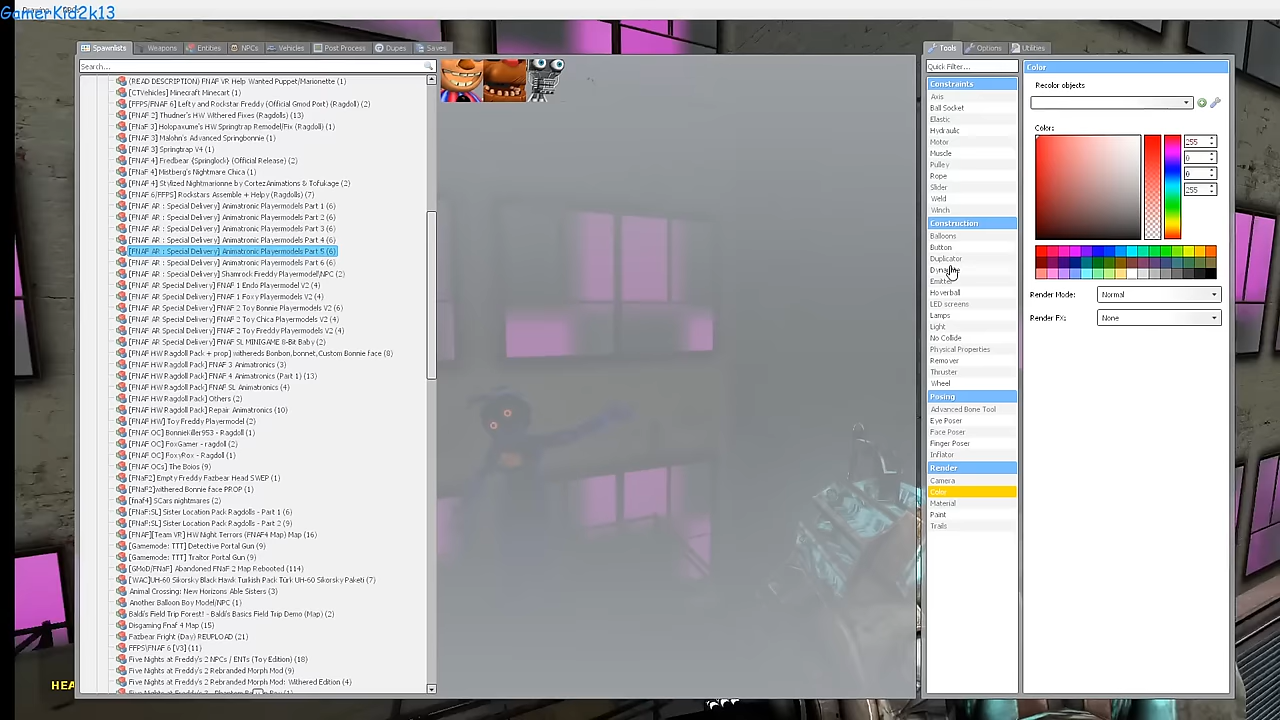 GamerKid2k13
Spawnlists
Weapons
Entities
NPCs
Vehicles
Post Process
Dupes
Saves
Search...
(READ DESCRIPTION) FNAF VR Help Wanted Puppet/Marionette (1)
[CTVehicles] Minecraft Minecart (1)
[FFPS/FNAF 6] Lefty and Rockstar Freddy (Official Gmod Port) (Ragdoll) (2)
[FNAF 2] Thudner's HW Withered Fixes (Ragdolls) (13)
[FNAF 3] Holopaxume's HW Springtrap Remodel/Fix (Ragdoll) (1)
[FNAF 3] Malohn's Advanced Springbonnie (1)
[FNAF 3] Springtrap V4 (1)
[FNAF 4] Fredbear (Springlock) (Official Release) (2)
[FNaF 4] Mistberg's Nightmare Chica (1)
[FNAF 4] Stylized Nightmarionne by CortezAnimations & Tofukage (2)
[FNAF 6/FFPS] Rockstars Assemble + Helpy (Ragdolls) (7)
[FNAF AR : Special Delivery] Animatronic Playermodels Part 1 (6)
[FNAF AR : Special Delivery] Animatronic Playermodels Part 2 (6)
[FNAF AR : Special Delivery] Animatronic Playermodels Part 3 (6)
[FNAF AR : Special Delivery] Animatronic Playermodels Part 4 (6)
[FNAF AR : Special Delivery] Animatronic Playermodels Part 5 (6)
[FNAF AR : Special Delivery] Animatronic Playermodels Part 6 (6)
[FNAF AR : Special Delivery] Shamrock Freddy Playermodel\NPC (2)
[FNAF AR Special Delivery] FNAF 1 Endo Playermodel V2 (4)
[FNAF AR Special Delivery] FNAF 1 Foxy Playermodels V2 (4)
[FNAF AR Special Delivery] FNAF 2 Toy Bonnie Playermodels V2 (6)
[FNAF AR Special Delivery] FNAF 2 Toy Chica Playermodels V2 (4)
[FNAF AR Special Delivery] FNAF 2 Toy Freddy Playermodels V2 (4)
[FNAF AR Special Delivery] FNAF SL MINIGAME 8-Bit Baby (2)
[FNAF HW Ragdoll Pack + prop] withereds Bonbon,bonnet,Custom Bonnie face (8)
[FNAF HW Ragdoll Pack] FNAF 3 Animatronics (3)
[FNAF HW Ragdoll Pack] FNAF 4 Animatronics (Part 1) (13)
[FNAF HW Ragdoll Pack] FNAF SL Animatronics (4)
[FNAF HW Ragdoll Pack] Others (2)
[FNAF HW Ragdoll Pack] Repair Animatronics (10)
[FNAF HW] Toy Freddy Playermodel (2)
[FNAF OC] BonnieKiller953 - Ragdoll (1)
[FNAF OC] FoxGamer - ragdoll (2)
[FNAF OC] FoxyRox - Ragdoll (1)
[FNAF OCs] The Boios (9)
[FNAF2] Empty Freddy Fazbear Head SWEP (1)
[FNAF2]withered Bonnie face PROP (1)
[fnaf4] SCars nightmares (2)
[FNaF:SL] Sister Location Pack Ragdolls - Part 1 (6)
[FNaF:SL] Sister Location Pack Ragdolls - Part 2 (9)
[FNAF][Team VR] HW Night Terrors (FNAF4 Map) Map (16)
[Gamemode: TTT] Detective Portal Gun (9)
[Gamemode: TTT] Traitor Portal Gun (9)
[GMoD/FNAF] Abandoned FNAF 2 Map Rebooted (114)
[WAC]UH-60 Sikorsky Black Hawk Turkish Pack Türk UH-60 Sikorsky Paketi (7)
Animal Crossing: New Horizons Able Sisters (3)
Another Balloon Boy Model/NPC (1)
Baldi's Field Trip Forest! - Baldi's Basics Field Trip Demo (Map) (2)
Disgaming Fnaf 4 Map (15)
Fazbear Fright (Day) REUPLOAD (21)
FFPS\FNAF 6 [V3] (11)
Five Nights at Freddy's 2 NPCs / ENTs (Toy Edition) (18)
Five Nights at Freddy's 2 Rebranded Morph Mod (9)
Five Nights at Freddy's 2 Rebranded Morph Mod: Withered Edition (4)
HEA
Tools
Options
Utilities
Quick Filter...
Constraints
Axis
Ball Socket
Elastic
Hydraulic
Motor
Muscle
Pulley
Rope
Slider
Weld
Winch
Construction
Balloons
Button
Duplicator
Emitter
Hoverball
LED screens
Lamps
Light
No Collide
Physical Properties
Remover
Thruster
Wheel
Posing
Advanced Bone Tool
Eye Poser
Face Poser
Finger Poser
Inflator
Render
Camera
Color
Material
Paint
Trails
Color
Recolor objects
Color:
255
0
0
255
Render Mode:
Normal
Render FX:
None